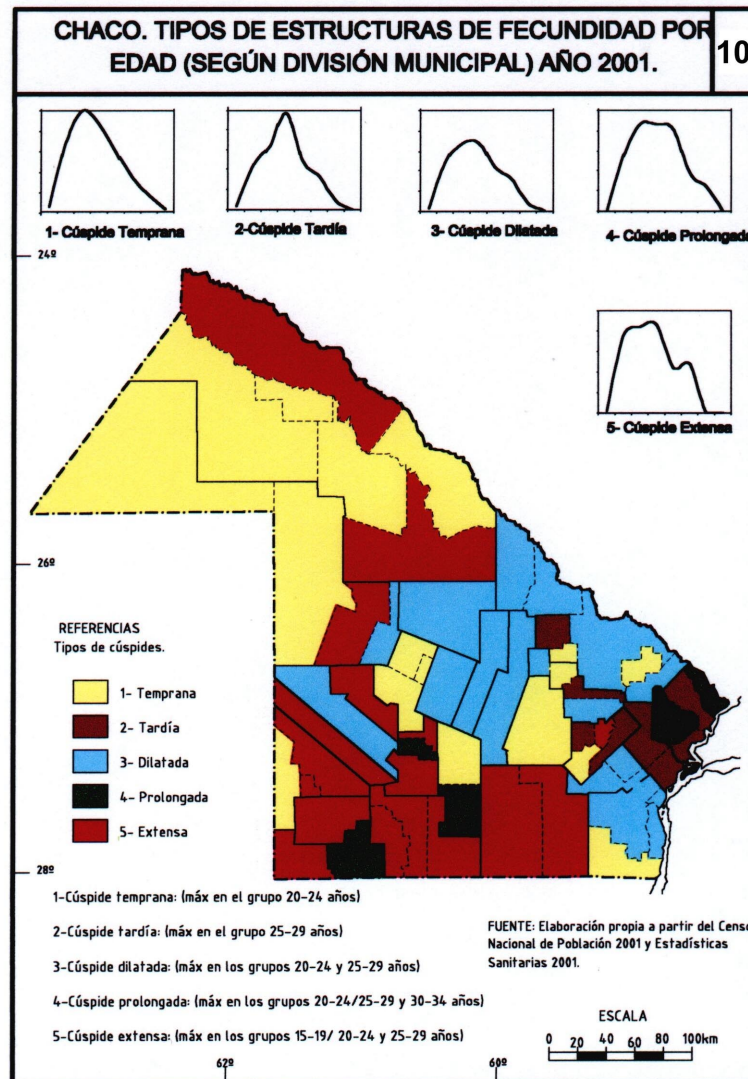 CHACO. TIPOS DE ESTRUCTURAS DE FECUNDIDAD POR
EDAD (SEGÚN DIVISIÓN MUNICIPAL) AÑO 2001.
10
1- Cúspide Temprana
2-Cúspide Tardía
3- Cúspide Dilatada
4- Cúspide Prolongada
5- Cúspide Extensa
24º
26º
28º
REFERENCIAS
Tipos de cúspides.
1- Temprana
2- Tardía
3- Dilatada
4- Prolongada
5- Extensa
1-Cúspide temprana: (máx en el grupo 20-24 años)
2-Cúspide tardía: (máx en el grupo 25-29 años)
3-Cúspide dilatada: (máx en los grupos 20-24 y 25-29 años)
4-Cúspide prolongada: (máx en los grupos 20-24/25-29 y 30-34 años)
5-Cúspide extensa: (máx en los grupos 15-19/ 20-24 y 25-29 años)
FUENTE: Elaboración propia a partir del Censo
Nacional de Población 2001 y Estadísticas
Sanitarias 2001.
ESCALA
0 20 40 60 80 100km
62º
60º